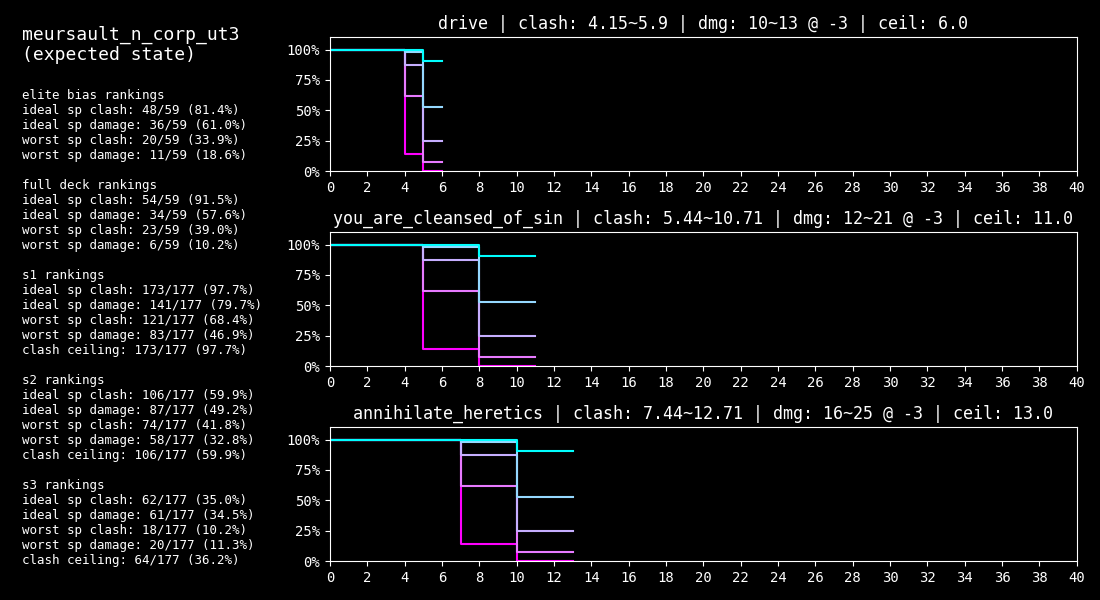 meursault_n_corp_ut3
(expected state)
elite bias rankings
ideal sp clash: 48/59 (81.4%)
ideal sp damage: 36/59 (61.0%)
worst sp clash: 20/59 (33.9%)
worst sp damage: 11/59 (18.6%)
full deck rankings
ideal sp clash: 54/59 (91.5%)
ideal sp damage: 34/59 (57.6%)
worst sp clash: 23/59 (39.0%)
worst sp damage: 6/59 (10.2%)
s1 rankings
ideal sp clash: 173/177 (97.7%)
ideal sp damage: 141/177 (79.7%)
worst sp clash: 121/177 (68.4%)
worst sp damage: 83/177 (46.9%)
clash ceiling: 173/177 (97.7%)
s2 rankings
ideal sp clash: 106/177 (59.9%)
ideal sp damage: 87/177 (49.2%)
worst sp clash: 74/177 (41.8%)
worst sp damage: 58/177 (32.8%)
clash ceiling: 106/177 (59.9%)
s3 rankings
ideal sp clash: 62/177 (35.0%)
ideal sp damage: 61/177 (34.5%)
worst sp clash: 18/177 (10.2%)
worst sp damage: 20/177 (11.3%)
clash ceiling: 64/177 (36.2%)
drive | clash: 4.15~5.9 | dmg: 10~13 @ -3 | ceil: 6.0
100%
75%
50%
25%
0%
0 2 4 6 8 10 12 14 16 18 20 22 24 26 28 30 32 34 36 38 40
you_are_cleansed_of_sin | clash: 5.44~10.71 | dmg: 12~21 @ -3 | ceil: 11.0
100%
75%
50%
25%
0%
0 2 4 6 8 10 12 14 16 18 20 22 24 26 28 30 32 34 36 38 40
annihilate_heretics | clash: 7.44~12.71 | dmg: 16~25 @ -3 | ceil: 13.0
100%
75%
50%
25%
0%
0 2 4 6 8 10 12 14 16 18 20 22 24 26 28 30 32 34 36 38 40